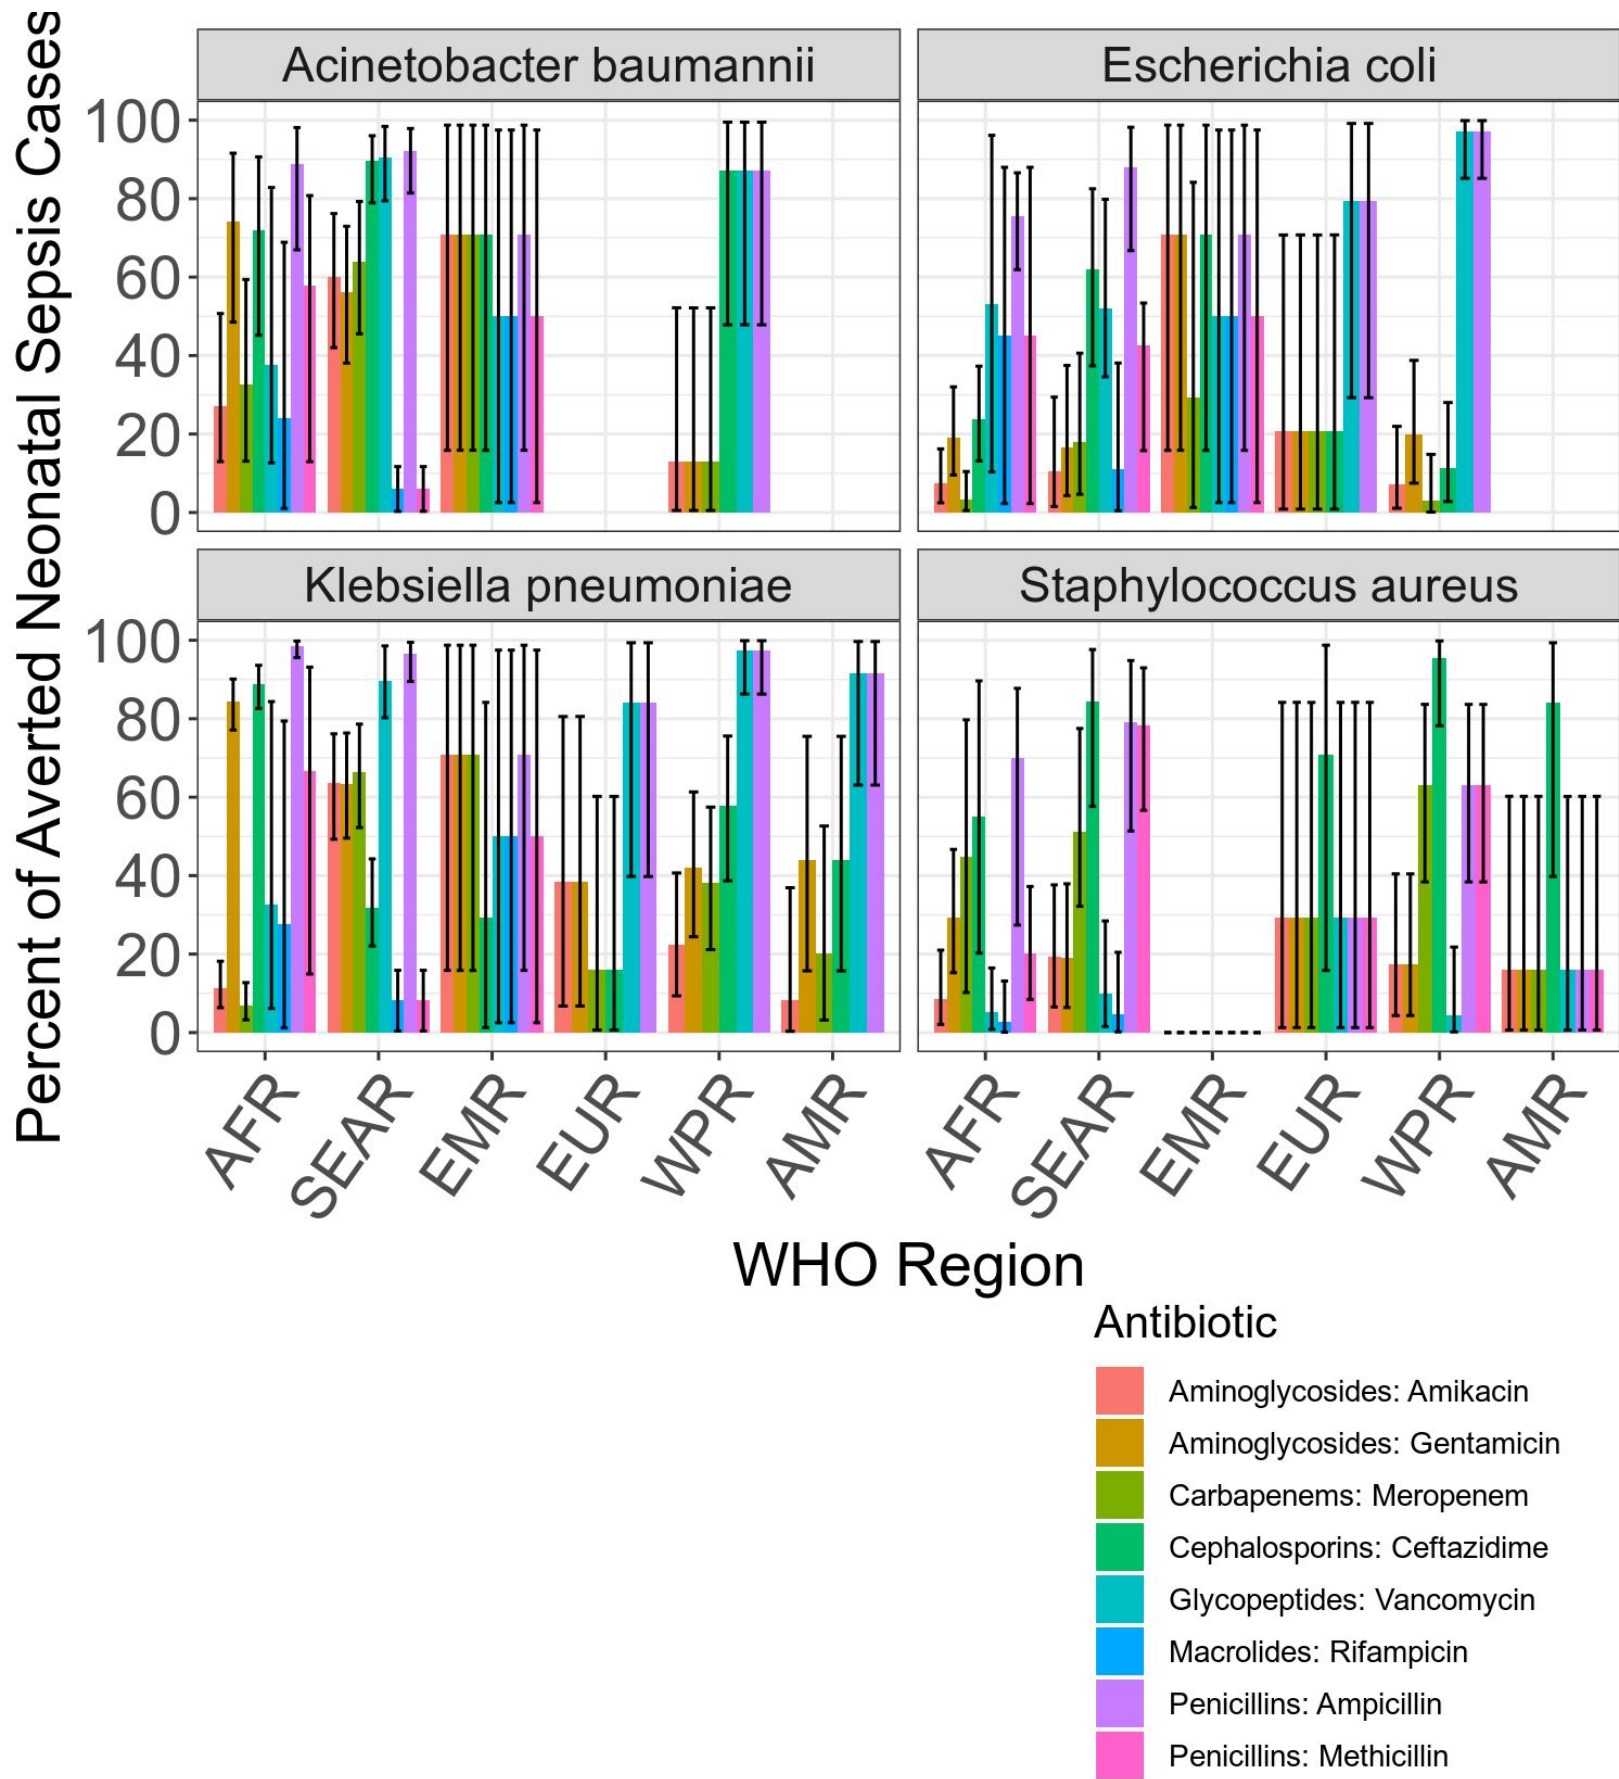 Percent of Averted Neonatal Sepsis Cases
Acinetobacter baumannii
Escherichia coli
100
80
60
40
20
0
Klebsiella pneumoniae
Staphylococcus aureus
100
80
60
40
20
0
AFR SEAR EMR EUR WPR AMR
AFR SEAR EMR EUR WPR AMR
WHO Region
Antibiotic
Aminoglycosides: Amikacin
Aminoglycosides: Gentamicin
Carbapenems: Meropenem
Cephalosporins: Ceftazidime
Glycopeptides: Vancomycin
Macrolides: Rifampicin
Penicillins: Ampicillin
Penicillins: Methicillin